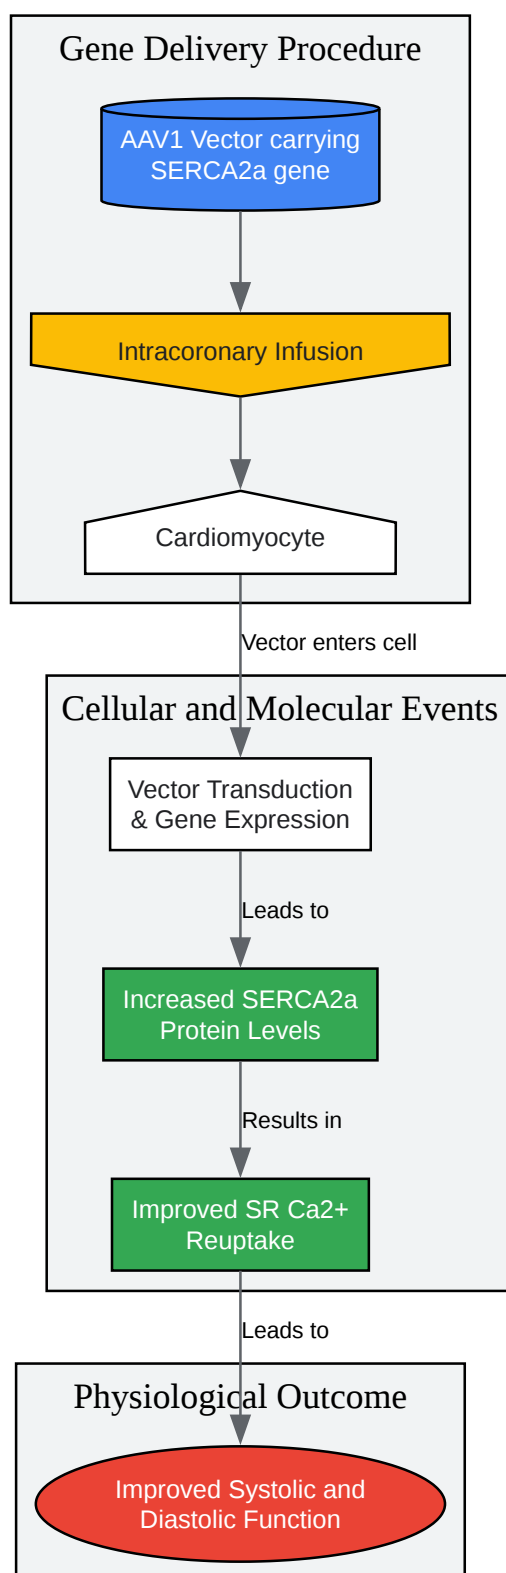 Gene Delivery Procedure
AAV1 Vector carrying
SERCA2a gene
Intracoronary Infusion
Cardiomyocyte
Vector enters cell
Cellular and Molecular Events
Vector Transduction
& Gene Expression
Leads to
Increased SERCA2a
Protein Levels
Results in
Improved SR Ca2+
Reuptake
Leads to
Physiological Outcome
Improved Systolic and
Diastolic Function